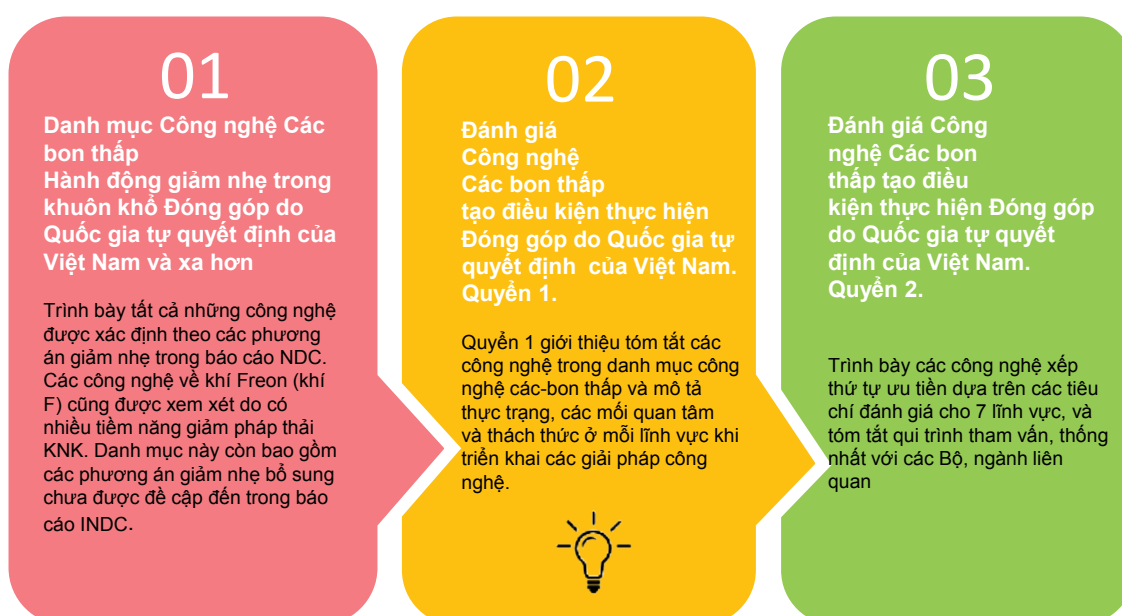 01
Danh mục Công nghệ Các
bon thấp
Hành động giảm nhẹ trong
khuôn khổ Đóng góp do
Quốc gia tự quyết định của
Việt Nam và xa hơn
Trình bày tất cả những công nghệ
được xác định theo các phương
án giảm nhẹ trong báo cáo NDC.
Các công nghệ về khí Freon (khí
F) cũng được xem xét do có
nhiều tiềm năng giảm pháp thải
KNK. Danh mục này còn bao gồm
các phương án giảm nhẹ bổ sung
chưa được đề cập đến trong báo
cáo INDC.
02
Đánh giá
Công nghệ
Các bon thấp
tạo điều kiện thực hiện
Đóng góp do Quốc gia tự
quyết định của Việt Nam.
Quyển 1.
Quyển 1 giới thiệu tóm tắt các
công nghệ trong danh mục công
nghệ các-bon thấp và mô tả
thực trạng, các mối quan tâm
và thách thức ở mỗi lĩnh vực khi
triển khai các giải pháp công
nghệ.
03
Đánh giá Công
nghệ Các bon
thấp tạo điều
kiện thực hiện Đóng góp
do Quốc gia tự quyết
định của Việt Nam.
Quyển 2.
Trình bày các công nghệ xếp
thứ tự ưu tiên dựa trên các tiêu
chí đánh giá cho 7 lĩnh vực, và
tóm tắt qui trình tham vấn, thống
nhất với các Bộ, ngành liên
quan